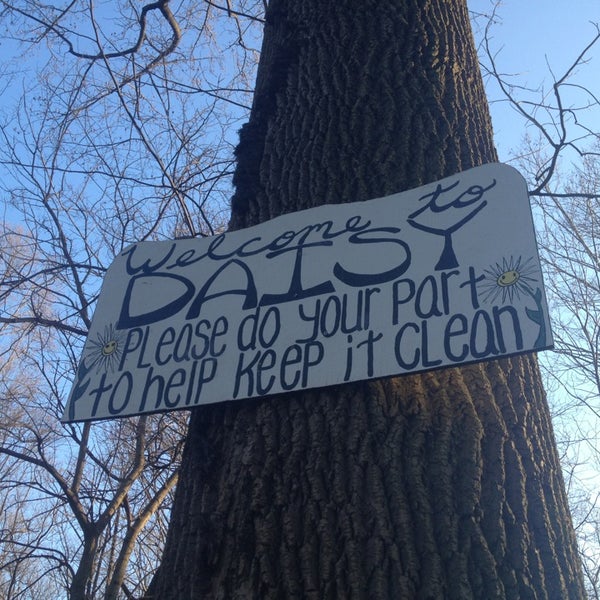 Welcome to
DAISY
PLEASE do your part
to HELP KEEP it CLEAN